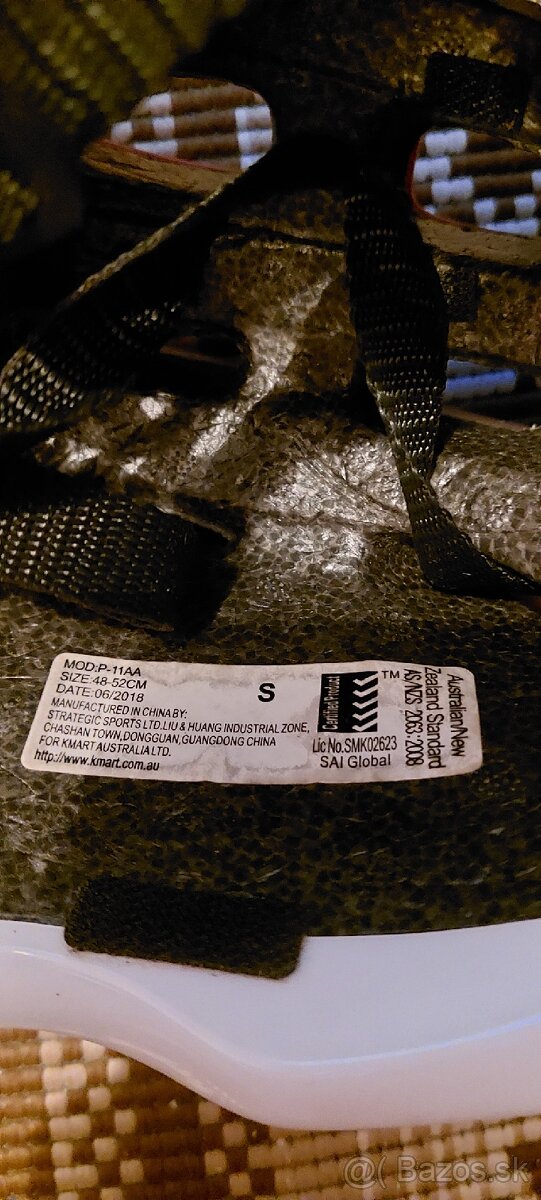 MOD:P-11AA
SIZE:48-52CM
DATE:06/2018
MANUFACTURED IN CHINA BY:
STRATEGIC SPORTS LTD.LIU & HUANG INDUSTRIAL ZONE,
CHASHAN TOWN,DONGGUAN,GUANGDONG CHINA
FOR KMART AUSTRALIA LTD.
http://www.kmart.com.au
S
Certified Product
TM
Lic No.SMK02623
SAI Global
Australian/New
Zealand Standard
AS/NZS 2063:2008
Bazos.sk